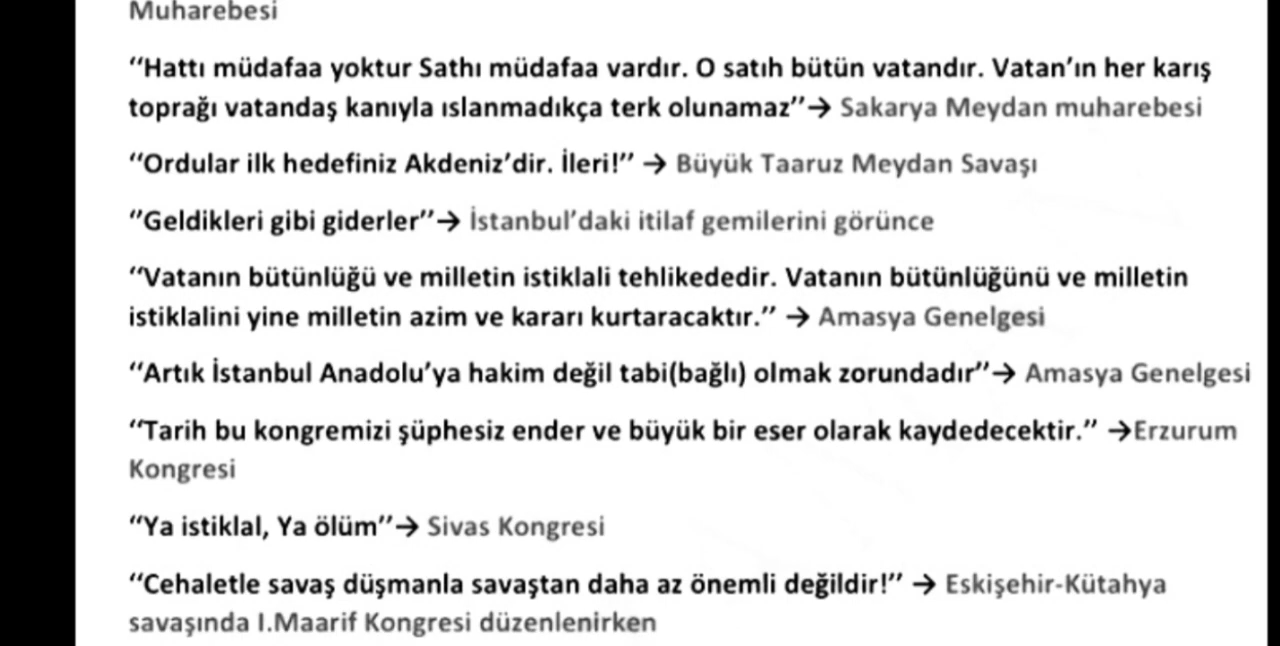 Muharebesi
“Hattı müdafaa yoktur Sathı müdafaa vardır. O satıh bütün vatandır. Vatan’ın her karış
toprağı vatandaş kanıyla ıslanmadıkça terk olunamaz”→ Sakarya Meydan muharebesi
“Ordular ilk hedefiniz Akdeniz’dir. İleri!” → Büyük Taaruz Meydan Savaşı
“Geldikleri gibi giderler”→ İstanbul’daki itilaf gemilerini görünce
“Vatanın bütünlüğü ve milletin istiklali tehlikededir. Vatanın bütünlüğünü ve milletin
istiklalini yine milletin azim ve kararı kurtaracaktır.” → Amasya Genelgesi
“Artık İstanbul Anadolu’ya hakim değil tabi(bağlı) olmak zorundadır”→ Amasya Genelgesi
“Tarih bu kongremizi şüphesiz ender ve büyük bir eser olarak kaydedecektir.” →Erzurum
Kongresi
“Ya istiklal, Ya ölüm”→ Sivas Kongresi
“Cehaletle savaş düşmanla savaştan daha az önemli değildir!” → Eskişehir-Kütahya
savaşında I.Maarif Kongresi düzenlenirken